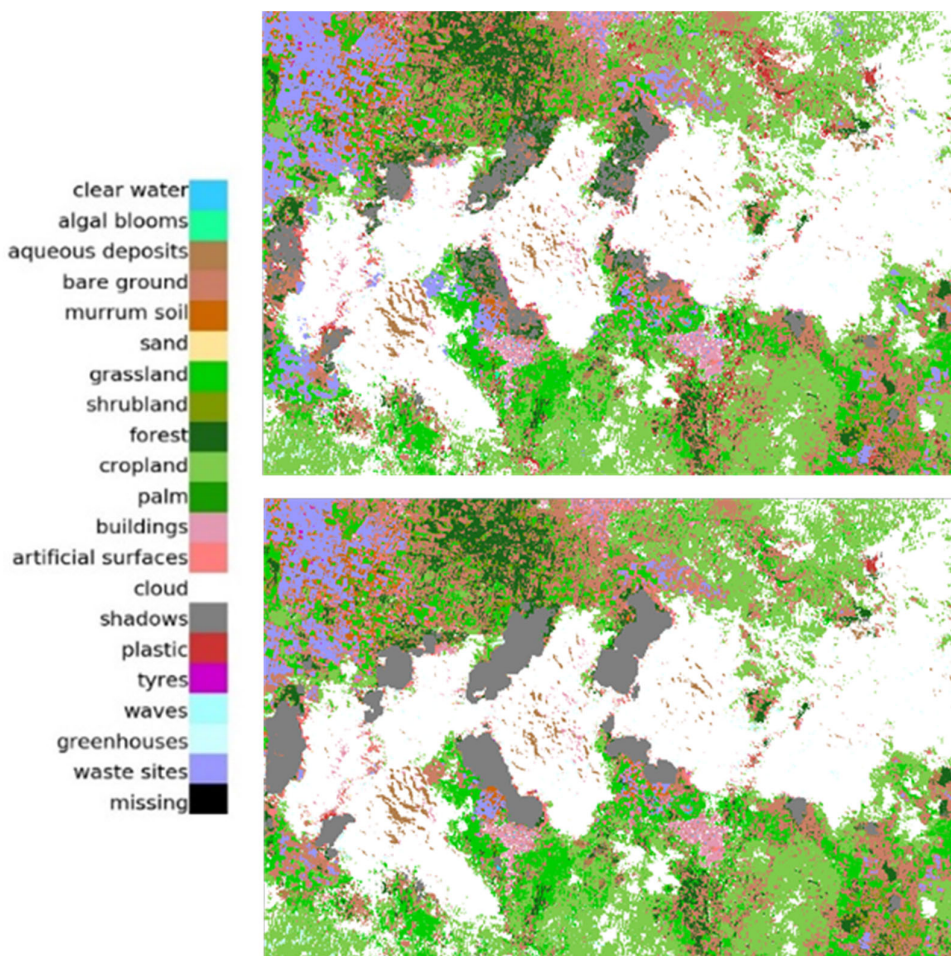 clear water
algal blooms
aqueous deposits
bare ground
murrum soil
sand
grassland
shrubland
forest
cropland
palm
buildings
artificial surfaces
cloud
shadows
plastic
tyres
waves
greenhouses
waste sites
missing